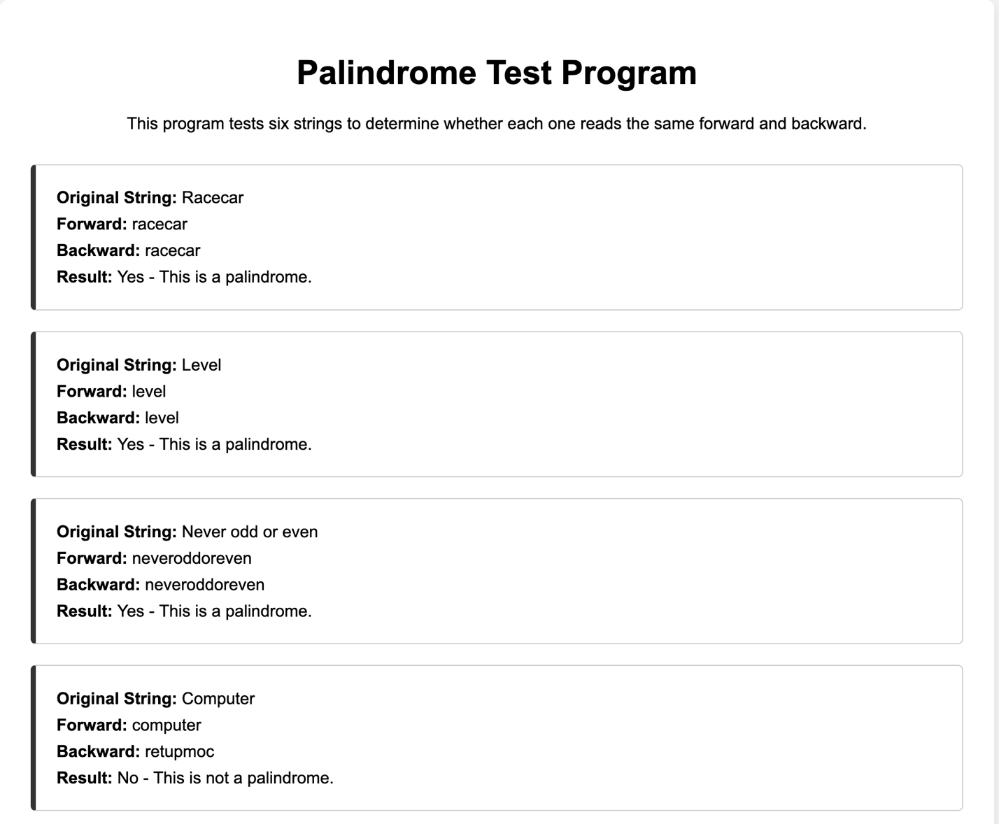 Palindrome Test Program
This program tests six strings to determine whether each one reads the same forward and backward.
Original String: Racecar
Forward: racecar
Backward: racecar
Result: Yes - This is a palindrome.
Original String: Level
Forward: level
Backward: level
Result: Yes - This is a palindrome.
Original String: Never odd or even
Forward: neveroddoreven
Backward: neveroddoreven
Result: Yes - This is a palindrome.
Original String: Computer
Forward: computer
Backward: retupmoc
Result: No - This is not a palindrome.